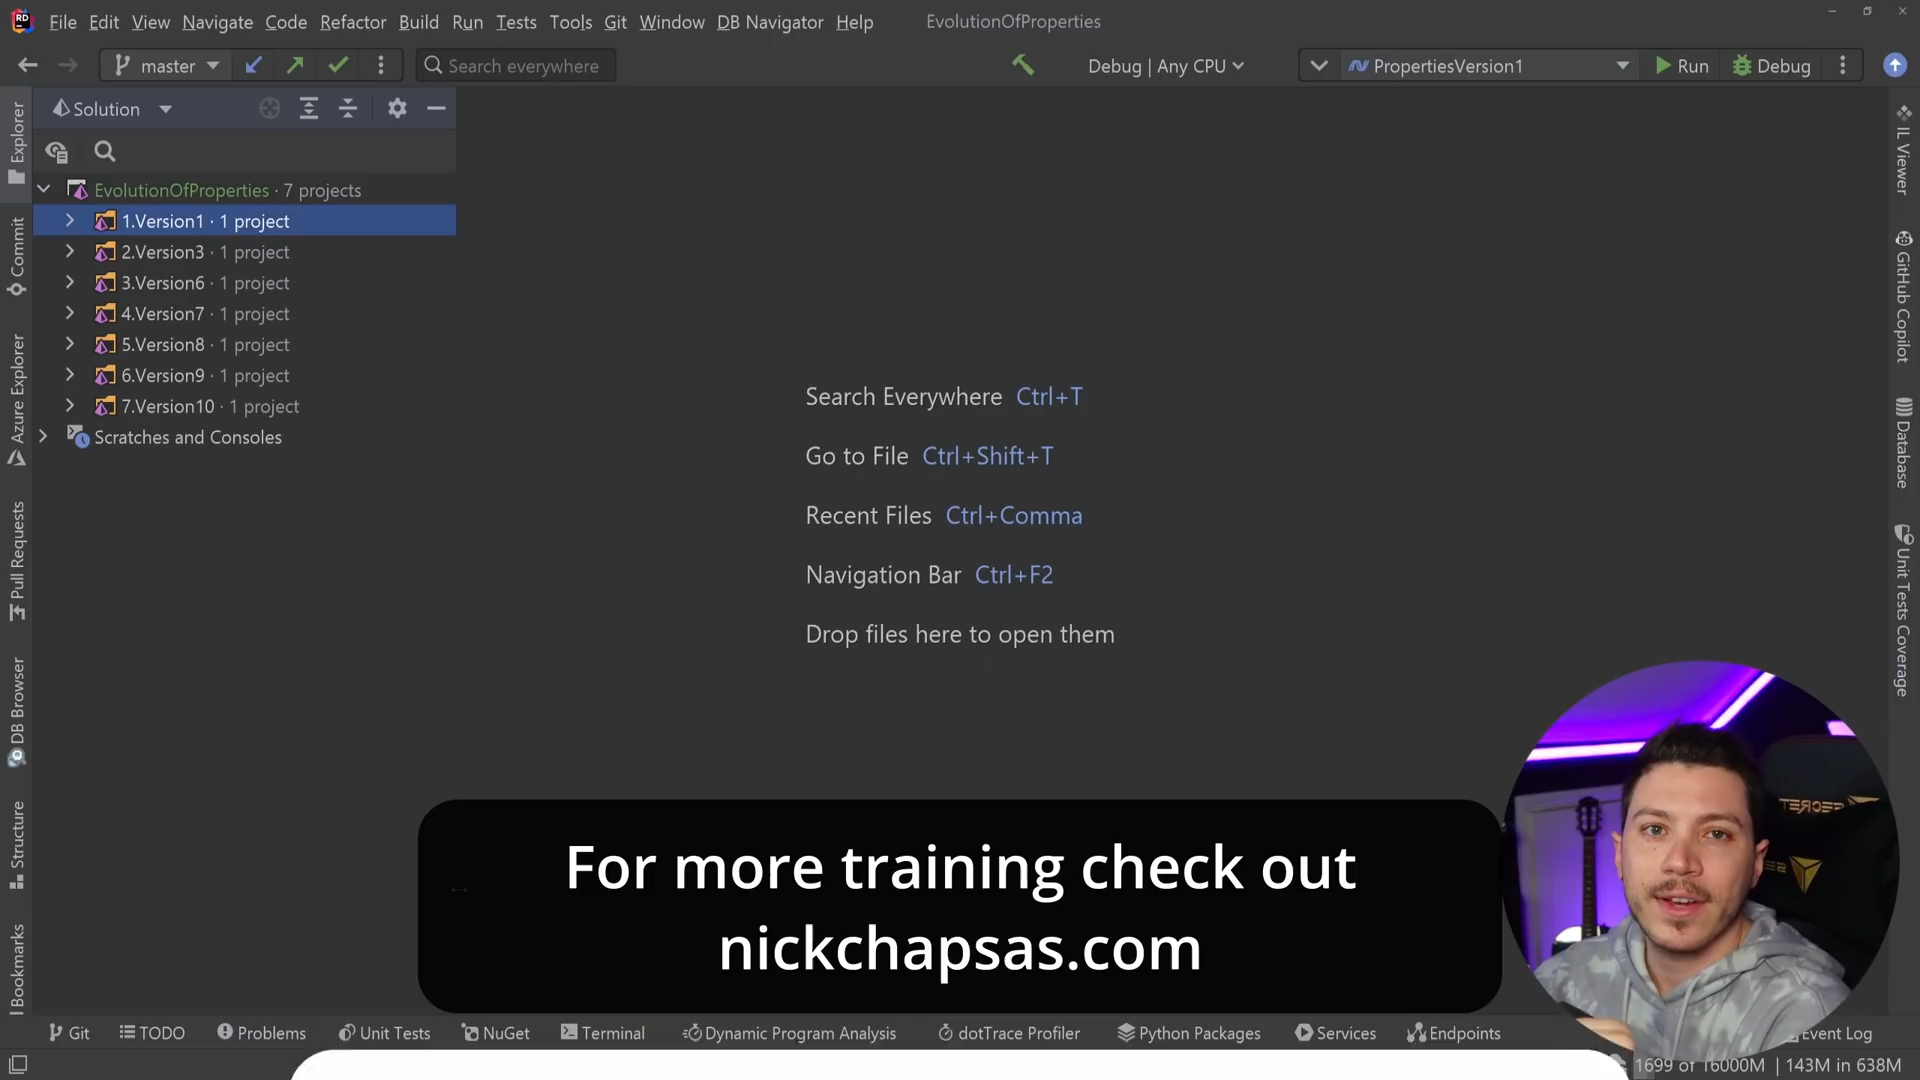 File Edit View Navigate Code Refactor Build Run Tests Tools Git Window DB Navigator Help EvolutionOfProperties
master Search everywhere Debug | Any CPU PropertiesVersion1 Run Debug
Solution
EvolutionOfProperties · 7 projects
1.Version1 · 1 project
2.Version3 · 1 project
3.Version6 · 1 project
4.Version7 · 1 project
5.Version8 · 1 project
6.Version9 · 1 project
7.Version10 · 1 project
Scratches and Consoles
Explorer
Commit
Azure Explorer
Pull Requests
DB Browser
Structure
Bookmarks
Search Everywhere Ctrl+T
Go to File Ctrl+Shift+T
Recent Files Ctrl+Comma
Navigation Bar Ctrl+F2
Drop files here to open them
IL Viewer
GitHub Copilot
Database
Unit Tests Coverage
For more training check out
nickchapsas.com
Git TODO Problems Unit Tests NuGet Terminal Dynamic Program Analysis dotTrace Profiler Python Packages Services Endpoints Event Log
1699 of 16000M | 143M in 638M